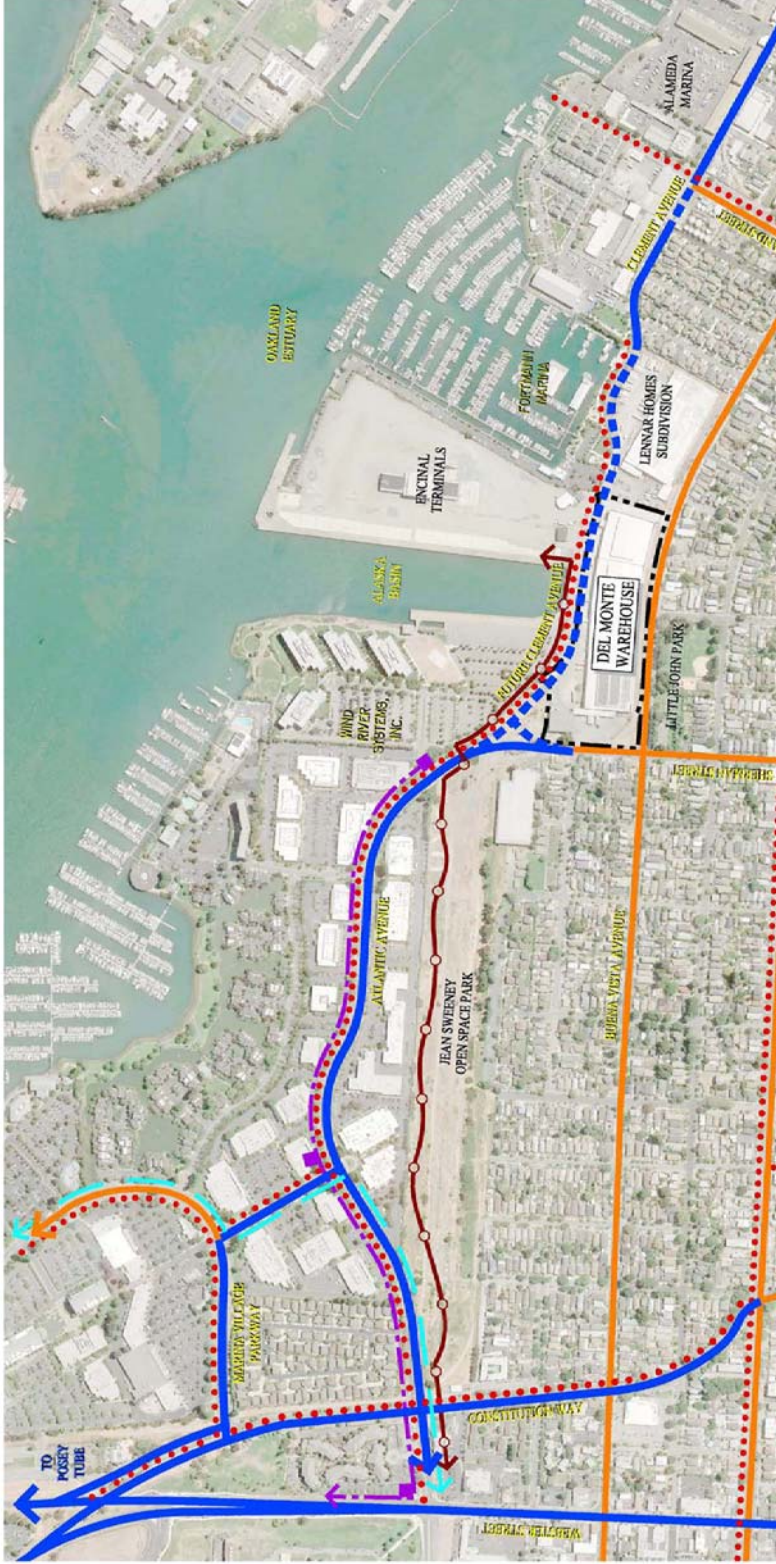 ALAMEDA
MARINA
CLEMENT AVENUE
STREET
OAKLAND
ESTUARY
FORTMANN
MARINA
LENNAR HOMES
SUBDIVISION
ENCINAL
TERMINALS
ALASKA
BASIN
FUTURE CLEMENT AVENUE
DEL MONTE
WAREHOUSE
LITTLE JOHN PARK
WIND
RIVER
SYSTEMS,
INC.
SHERMAN STREET
ATLANTIC AVENUE
JEAN SWEENEY
OPEN SPACE PARK
BUENA VISTA AVENUE
MARINA VILLAGE
PARKWAY
CONSTITUTION WAY
TO
POSEY
TUBE
WEBSTER STREET